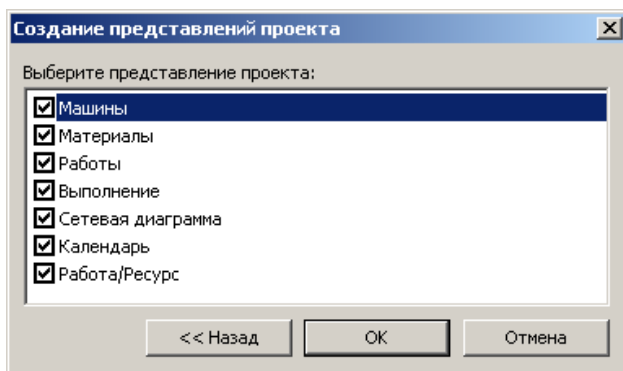 Создание представлений проекта
Выберите представление проекта:
Машины
Материалы
Работы
Выполнение
Сетевая диаграмма
Календарь
Работа/Ресурс
<< Назад
OK
Отмена